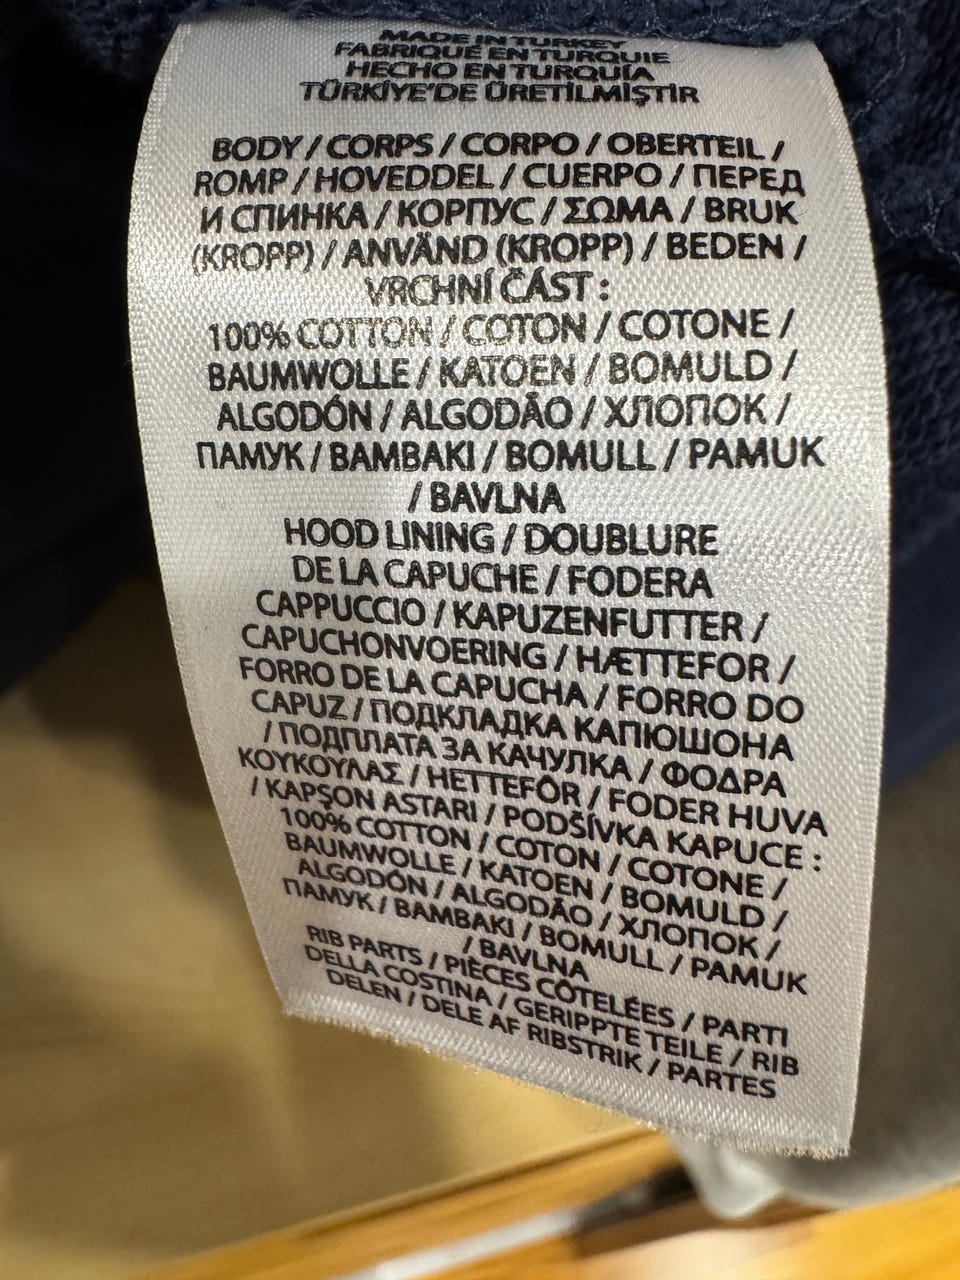 MADE IN TURKEY
FABRIQUÉ EN TURQUIE
HECHO EN TURQUÍA
TÜRKİYE'DE ÜRETİLMİŞTİR
BODY / CORPS / CORPO / OBERTEIL /
ROMP / HOVEDDEL / CUERPO / ПЕРЕД
И СПИНКА / КОРПУС / ΣΩΜΑ / BRUK
(KROPP) / ANVÄND (KROPP) / BEDEN /
VRCHNÍ ČÁST :
100% COTTON / COTON / COTONE /
BAUMWOLLE / KATOEN / BOMULD /
ALGODÓN / ALGODÃO / ХЛОПОК /
ПАМУК / BAMBAKI / BOMULL / PAMUK
/ BAVLNA
HOOD LINING / DOUBLURE
DE LA CAPUCHE / FODERA
CAPPUCCIO / KAPUZENFUTTER /
CAPUCHONVOERING / HÆTTEFOR /
FORRO DE LA CAPUCHA / FORRO DO
CAPUZ / ПОДКЛАДКА КАПЮШОНА
/ ПОДПЛАТА ЗА КАЧУЛКА / ΦΟΔΡΑ
ΚΟΥΚΟΥΛΑΣ / HETTEFÔR / FODER HUVA
/ KAPŞON ASTARI / PODŠÍVKA KAPUCE :
100% COTTON / COTON / COTONE /
BAUMWOLLE / KATOEN / BOMULD /
ALGODÓN / ALGODÃO / ХЛОПОК /
ПАМУК / BAMBAKI / BOMULL / PAMUK
/ BAVLNA
RIB PARTS / PIÈCES CÔTELÉES / PARTI
DELLA COSTINA / GERIPPTE TEILE / RIB
DELEN / DELE AF RIBSTRIK / PARTES